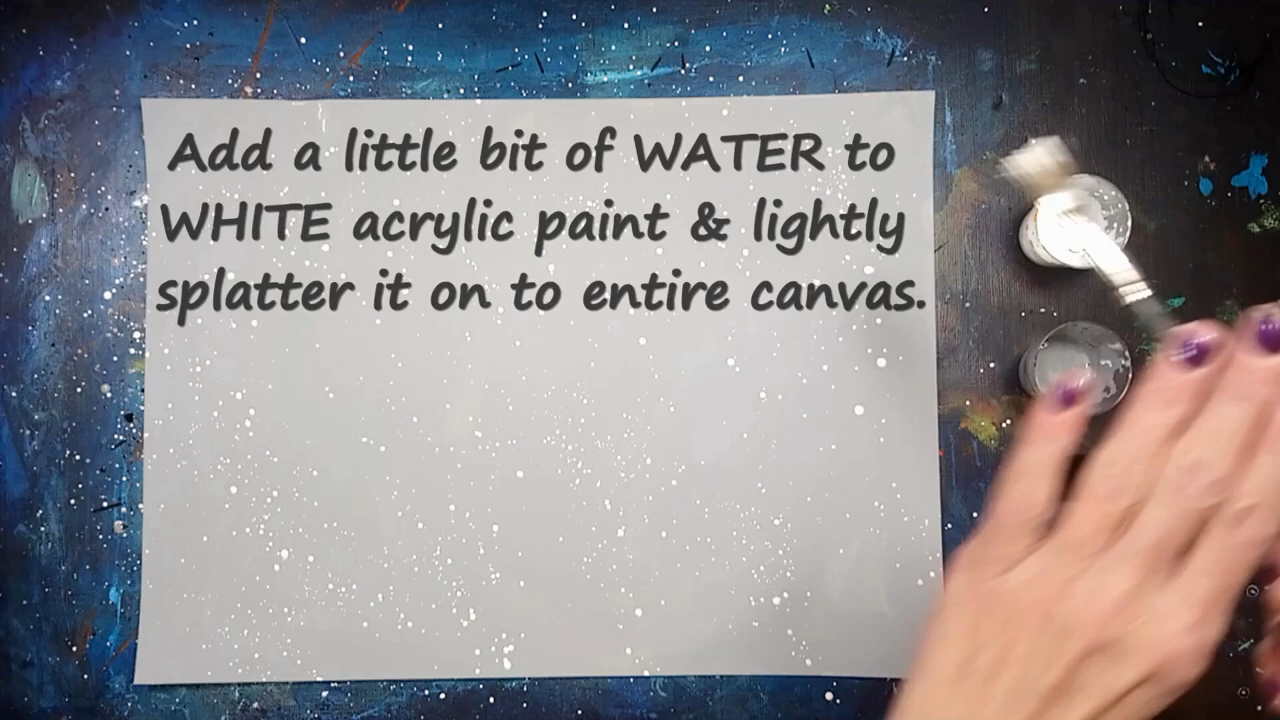 Add a little bit of WATER to
WHITE acrylic paint & lightly
splatter it on to entire canvas.